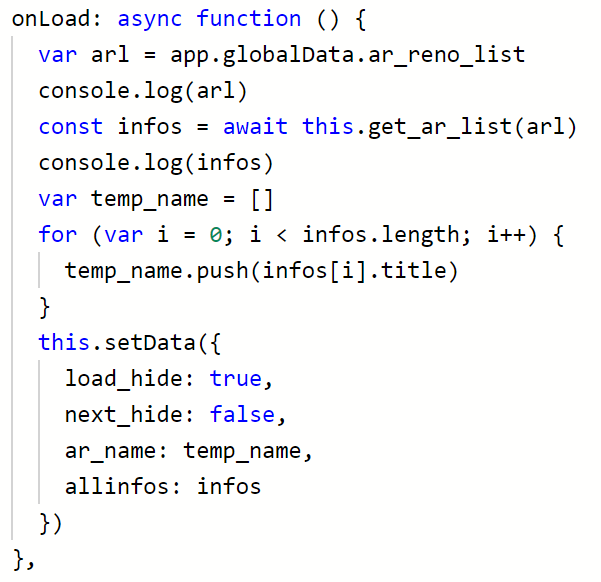 onLoad: async function () {
  var arl = app.globalData.ar_reno_list
  console.log(arl)
  const infos = await this.get_ar_list(arl)
  console.log(infos)
  var temp_name = []
  for (var i = 0; i < infos.length; i++) {
    temp_name.push(infos[i].title)
  }
  this.setData({
    load_hide: true,
    next_hide: false,
    ar_name: temp_name,
    allinfos: infos
  })
},